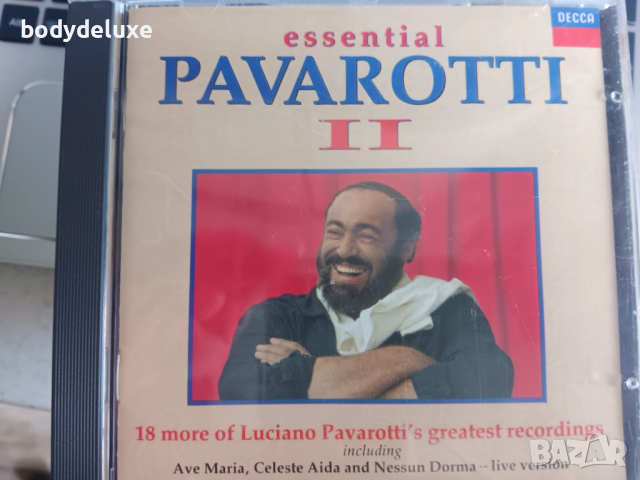 bodydeluxe
DECCA
essential
PAVAROTTI
II
18 more of Luciano Pavarotti's greatest recordings
including
Ave Maria, Celeste Aida and Nessun Dorma -- live version
BAZAR.bg